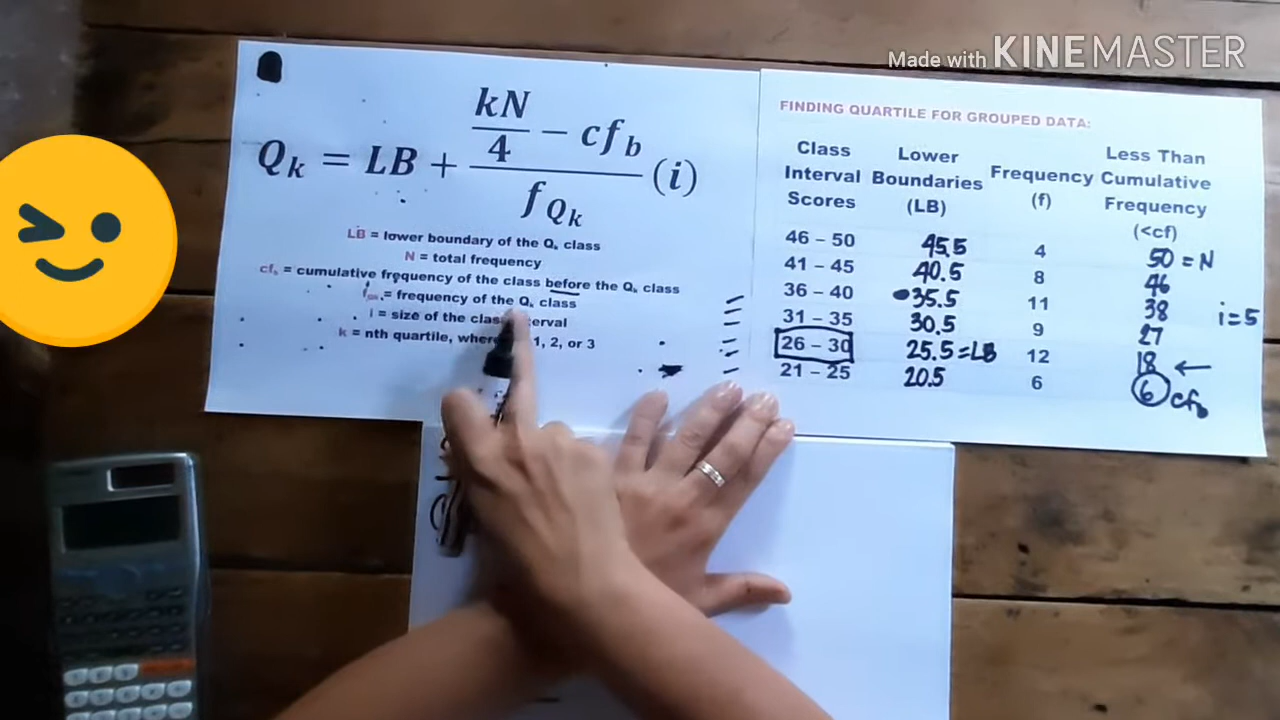 Made with KINEMASTER
Qk = LB + (kN/4 − cfb)/fQk (i)
LB = lower boundary of the Qk class
N = total frequency
cfb = cumulative frequency of the class before the Qk class
= frequency of the Qk class
i = size of the class
k = nth quartile, where 1, 2, or 3
FINDING QUARTILE FOR GROUPED DATA:
Class Interval Scores Lower Boundaries (LB) Frequency (f) Less Than Cumulative Frequency (<cf)
46 – 50 45.5 4 50 = N
41 – 45 40.5 8 46
36 – 40 35.5 11 38
i = 5
31 – 35 30.5 9 27
26 – 30 25.5 = LB 12 18 ←
21 – 25 20.5 6 6 cfb